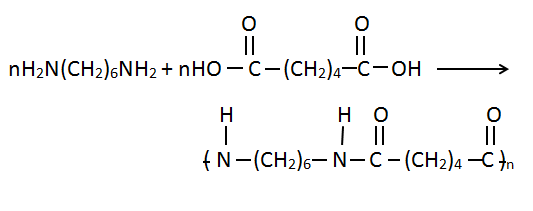 O O
nH₂N(CH₂)₆NH₂ + nHO – C – (CH₂)₄ – C – OH ⟶
H H O O
( N – (CH₂)₆ – N – C – (CH₂)₄ – C )n